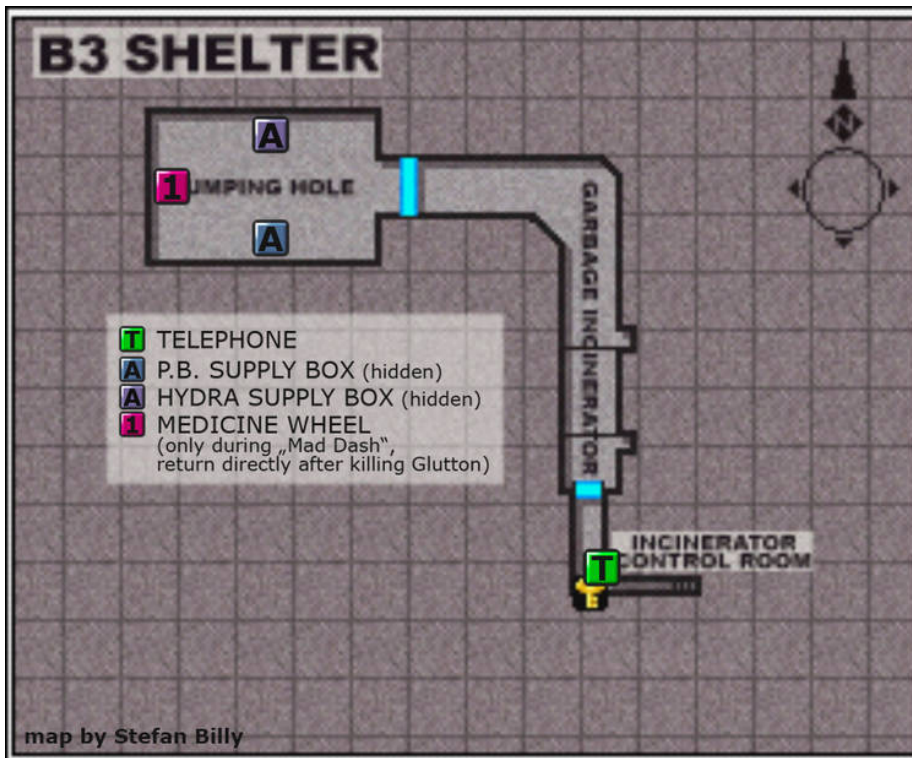 B3 SHELTER
N
A
1 UMPING HOLE
A
GARBAGE INCINERATOR
T TELEPHONE
A P.B. SUPPLY BOX (hidden)
A HYDRA SUPPLY BOX (hidden)
1 MEDICINE WHEEL
(only during „Mad Dash“,
return directly after killing Glutton)
INCINERATOR
T CONTROL ROOM
map by Stefan Billy